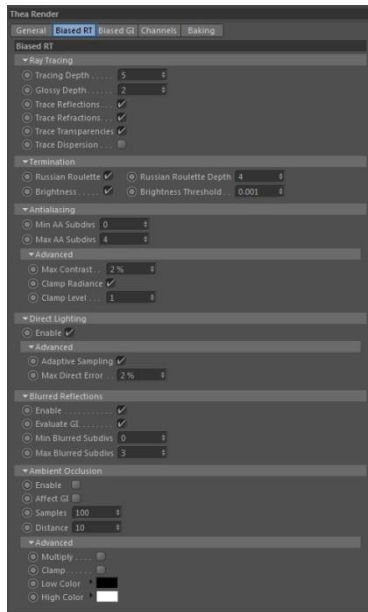 Thea Render
General Biased RT Biased GI Channels Baking
Biased RT
Ray Tracing
Tracing Depth . . . . . 5
Glossy Depth . . . . . . 2
Trace Reflections . . .
Trace Refractions . . .
Trace Transparencies
Trace Dispersion . . .
Termination
Russian Roulette Russian Roulette Depth 4
Brightness . . . . . Brightness Threshold . . 0.001
Antialiasing
Min AA Subdivs 0
Max AA Subdivs 4
Advanced
Max Contrast . . 2 %
Clamp Radiance
Clamp Level . . . 1
Direct Lighting
Enable
Advanced
Adaptive Sampling
Max Direct Error . . 2 %
Blurred Reflections
Enable . . . . . . . . . . .
Evaluate GI . . . . . . .
Min Blurred Subdivs 0
Max Blurred Subdivs 3
Ambient Occlusion
Enable
Affect GI
Samples 100
Distance 10
Advanced
Multiply . . . .
Clamp . . . . . .
Low Color
High Color